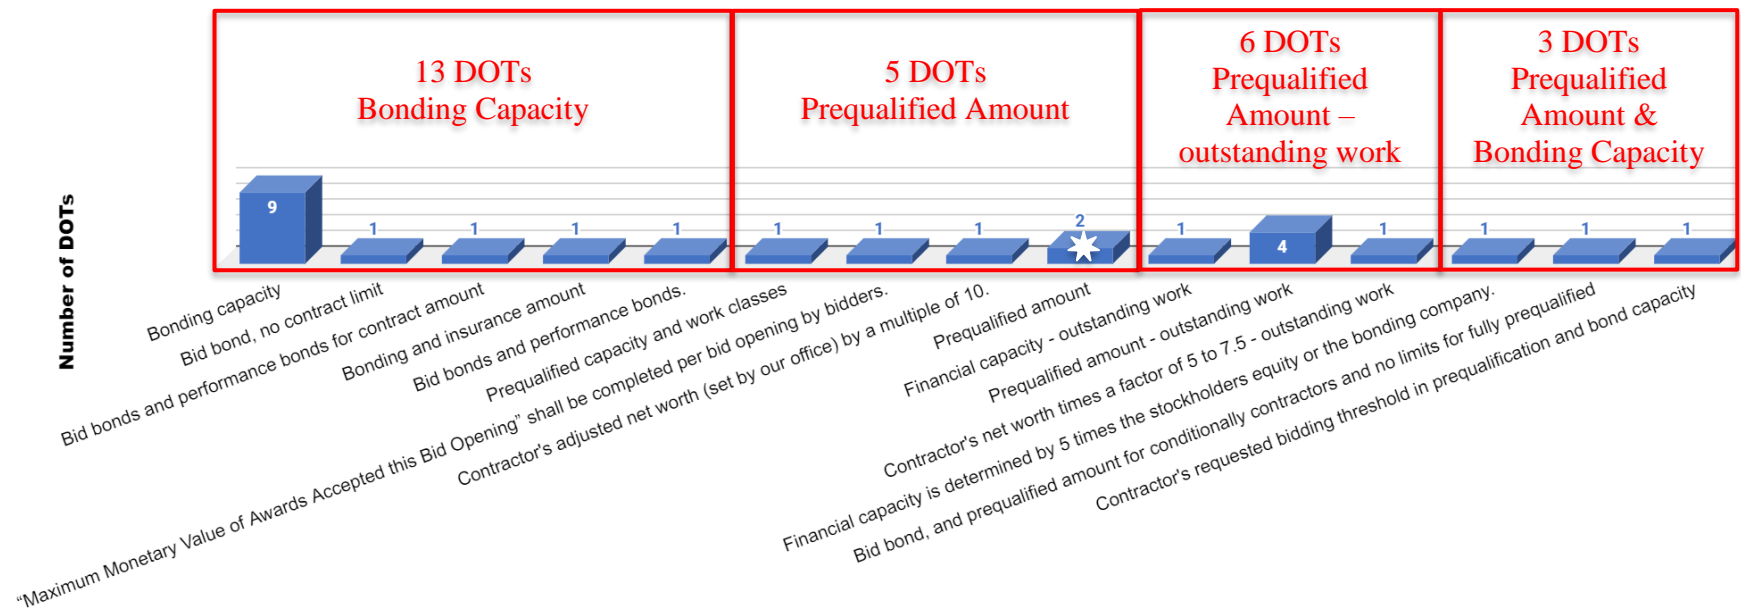 13 DOTs
Bonding Capacity
5 DOTs
Prequalified Amount
6 DOTs
Prequalified
Amount –
outstanding work
3 DOTs
Prequalified
Amount &
Bonding Capacity
Number of DOTs
9
1
1
1
1
1
1
1
2
1
4
1
1
1
1
Bonding capacity
Bid bond, no contract limit
Bid bonds and performance bonds for contract amount
Bonding and insurance amount
Bid bonds and performance bonds.
Prequalified capacity and work classes
“Maximum Monetary Value of Awards Accepted this Bid Opening” shall be completed per bid opening by bidders.
Contractor's adjusted net worth (set by our office) by a multiple of 10.
Prequalified amount
Financial capacity - outstanding work
Prequalified amount - outstanding work
Contractor's net worth times a factor of 5 to 7.5 - outstanding work
Financial capacity is determined by 5 times the stockholders equity or the bonding company.
Bid bond, and prequalified amount for conditionally contractors and no limits for fully prequalified
Contractor's requested bidding threshold in prequalification and bond capacity